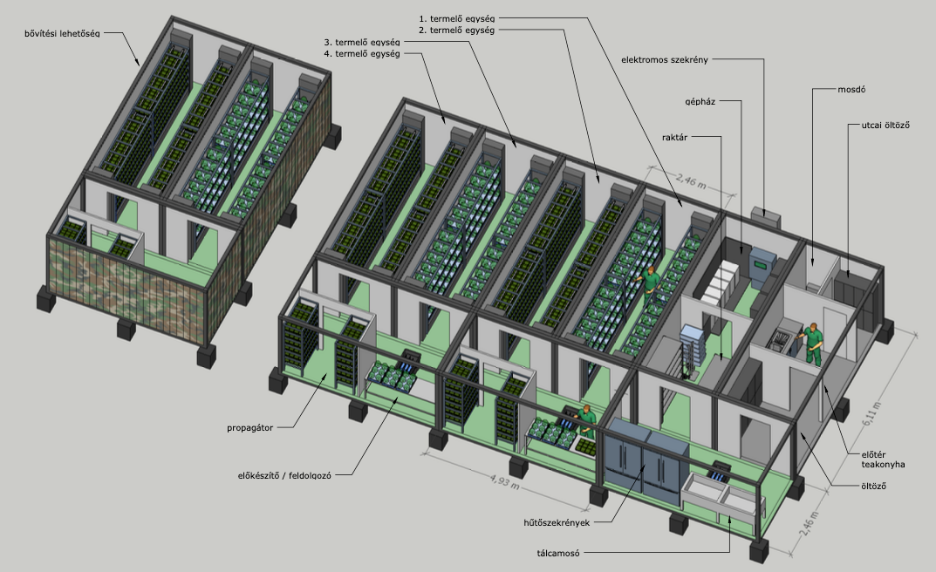 bővítési lehetőség
1. termelő egység
2. termelő egység
3. termelő egység
4. termelő egység
elektromos szekrény
gépház
raktár
mosdó
utcai öltöző
2,46 m
propagátor
előkészítő / feldolgozó
4,93 m
hűtőszekrények
tálcamosó
6,11 m
előtér
teakonyha
öltöző
2,46 m